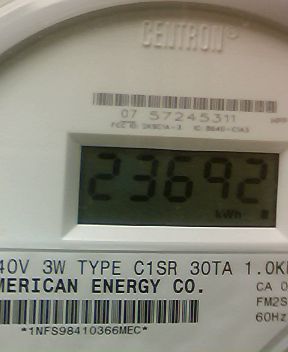 CENTRON
07 57245311
23692
kWh
40V 3W TYPE C1SR 30TA 1.0K
MERICAN ENERGY CO.
CA 0
FM2S
60Hz
*1NFS98410366MEC*